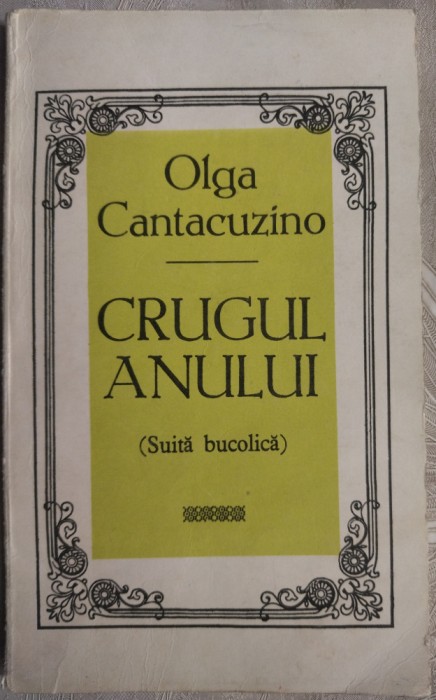 Olga
Cantacuzino
CRUGUL
ANULUI
(Suită bucolică)